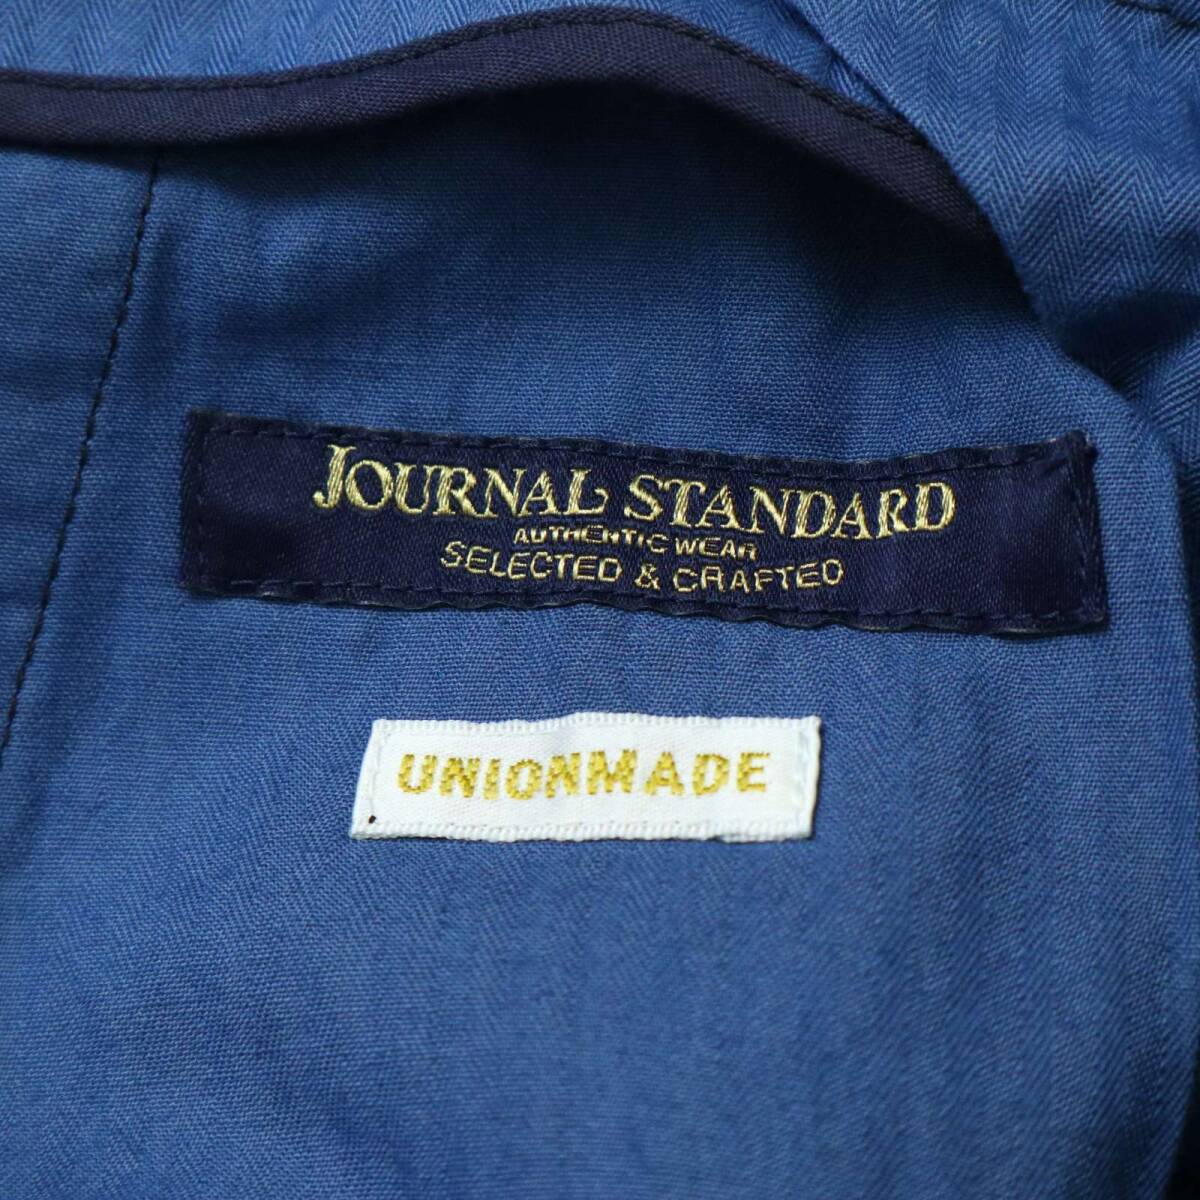 JOURNAL STANDARD
AUTHENTIC WEAR
SELECTED & CRAFTED
UNIONMADE